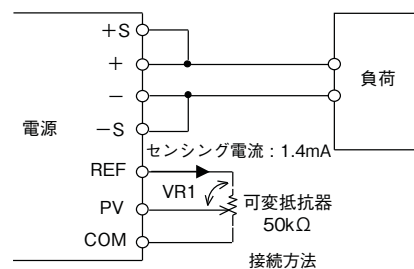 +S
+
−
−S
電源
負荷
センシング電流：1.4mA
REF
VR1
可変抵抗器
50kΩ
PV
COM
接続方法